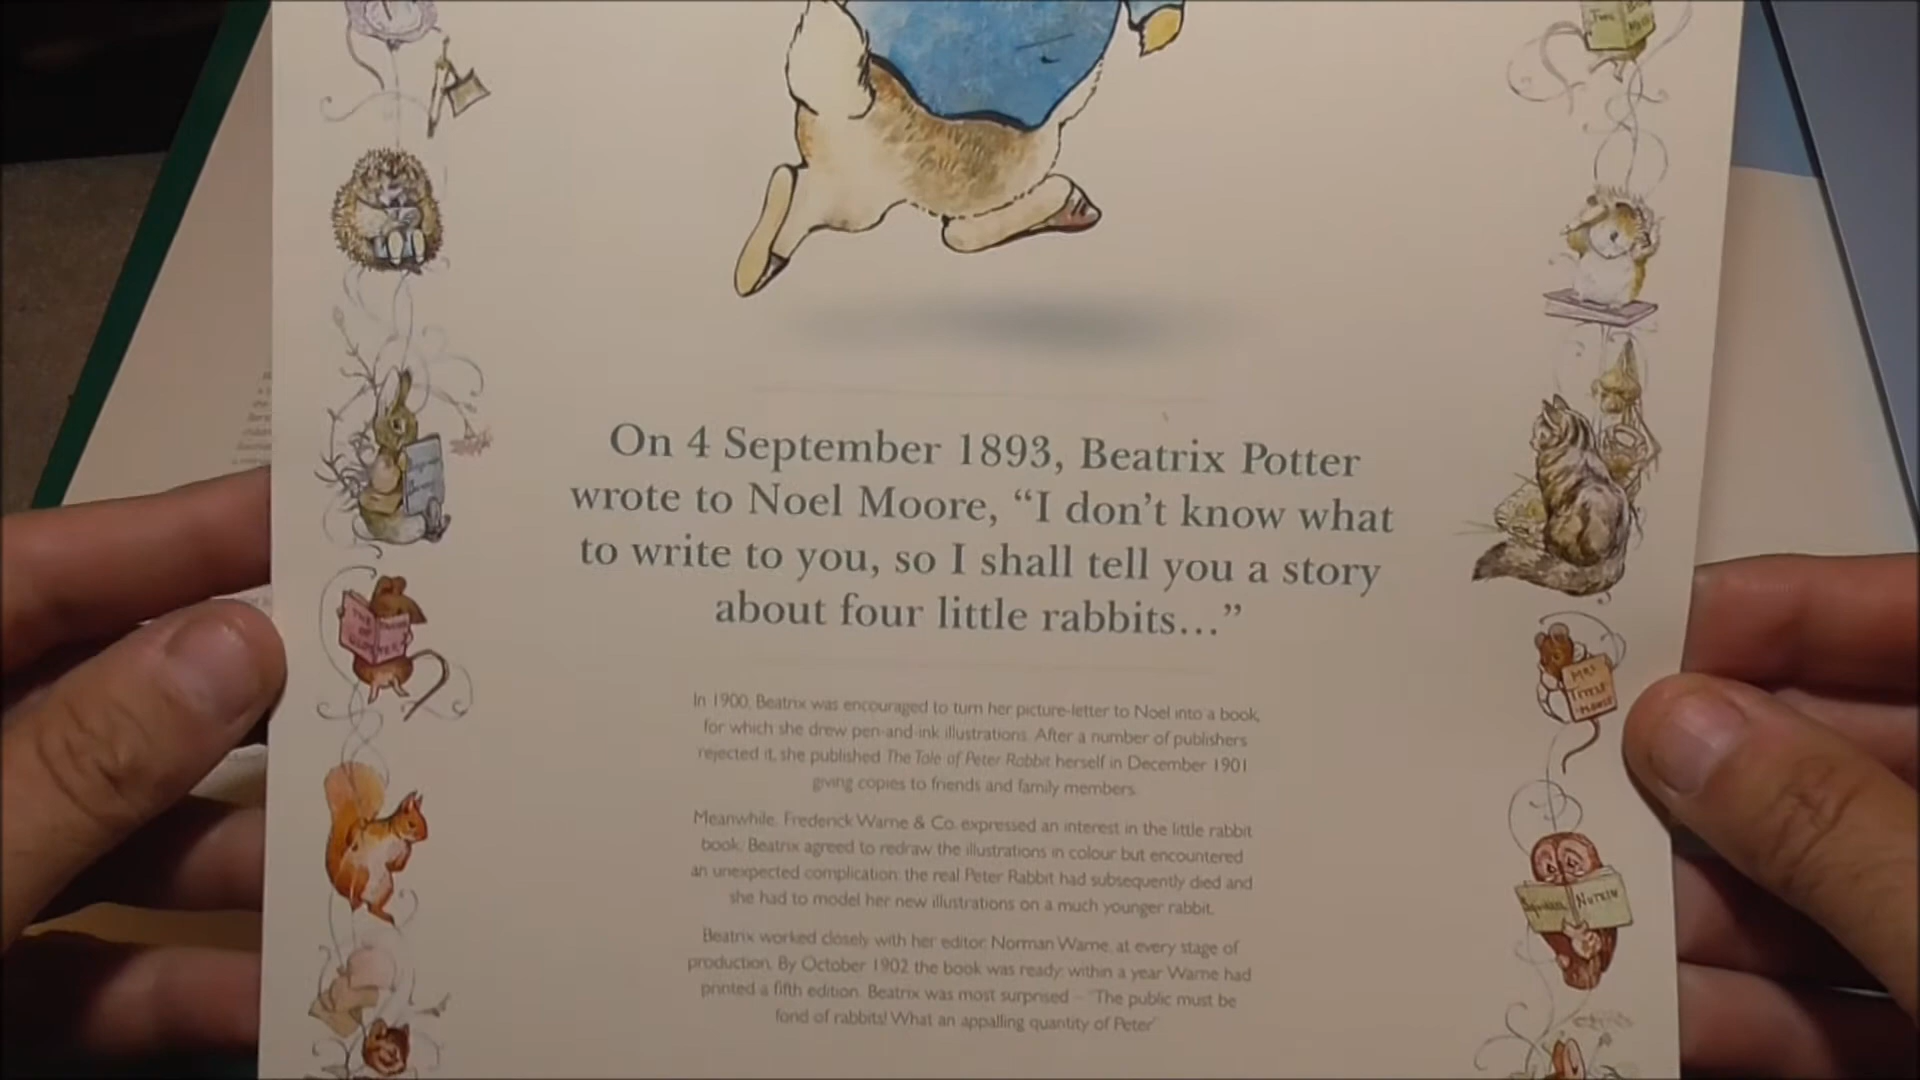 On 4 September 1893, Beatrix Potter
wrote to Noel Moore, “I don’t know what
to write to you, so I shall tell you a story
about four little rabbits...”
In 1900, Beatrix was encouraged to turn her picture-letter to Noel into a book,
for which she drew pen-and-ink illustrations. After a number of publishers
rejected it, she published The Tale of Peter Rabbit herself in December 1901
giving copies to friends and family members.
Meanwhile, Frederick Warne & Co. expressed an interest in the little rabbit
book. Beatrix agreed to redraw the illustrations in colour but encountered
an unexpected complication: the real Peter Rabbit had subsequently died and
she had to model her new illustrations on a much younger rabbit.
Beatrix worked closely with her editor, Norman Warne, at every stage of
production. By October 1902 the book was ready: within a year Warne had
printed a fifth edition. Beatrix was most surprised – ‘The public must be
fond of rabbits! What an appalling quantity of Peter’
MRS
TITTLE
MOUSE
NUTKIN